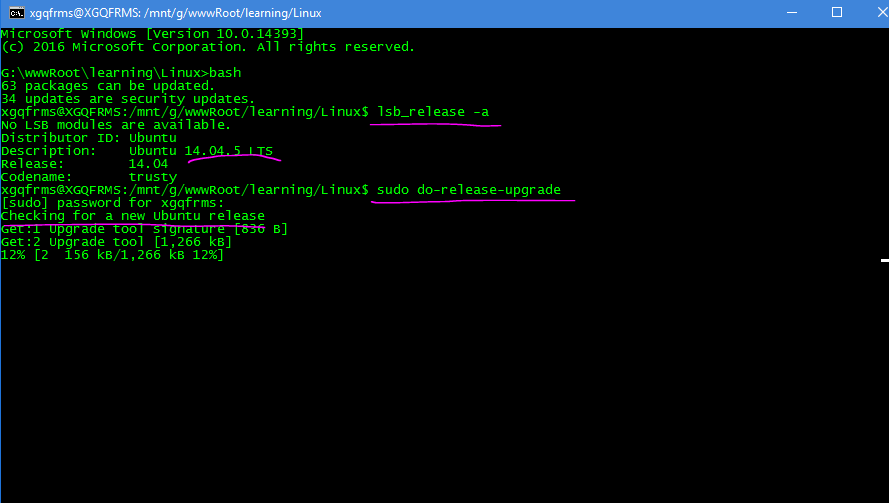 xgqfrms@XGQFRMS: /mnt/g/wwwRoot/learning/Linux
Microsoft Windows [Version 10.0.14393]
(c) 2016 Microsoft Corporation. All rights reserved.
G:\wwwRoot\learning\Linux>bash
63 packages can be updated.
34 updates are security updates.
xgqfrms@XGQFRMS:/mnt/g/wwwRoot/learning/Linux$ lsb_release -a
No LSB modules are available.
Distributor ID: Ubuntu
Description:    Ubuntu 14.04.5 LTS
Release:        14.04
Codename:       trusty
xgqfrms@XGQFRMS:/mnt/g/wwwRoot/learning/Linux$ sudo do-release-upgrade
[sudo] password for xgqfrms:
Checking for a new Ubuntu release
Get:1 Upgrade tool signature [836 B]
Get:2 Upgrade tool [1,266 kB]
12% [2  156 kB/1,266 kB 12%]